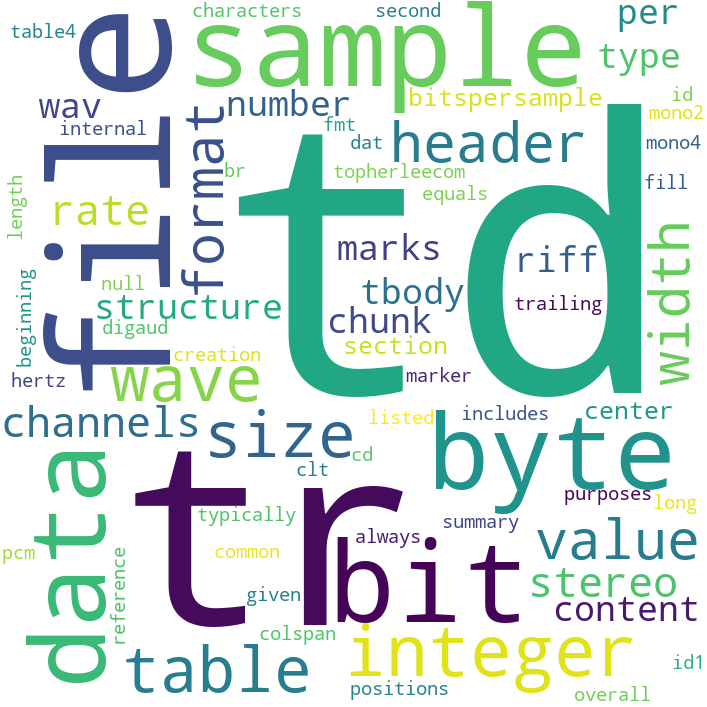 characters
second
per
table4
sample
type
file
wav
number
bitspersample
id
mono2
internal
format
fmt
header
dat
mono4
br
topherleecom
fill
length
rate
equals
td
marks
riff
width
null
tbody
beginning
structure
trailing
digaud
chunk
creation
section
hertz
wave
marker
channels
size
listed
includes
center
cd
byte
data
clt
tr
purposes
long
typically
summary
pcm
common
always
bit
value
reference
given
stereo
content
colspan
integer
table
id1
positions
overall